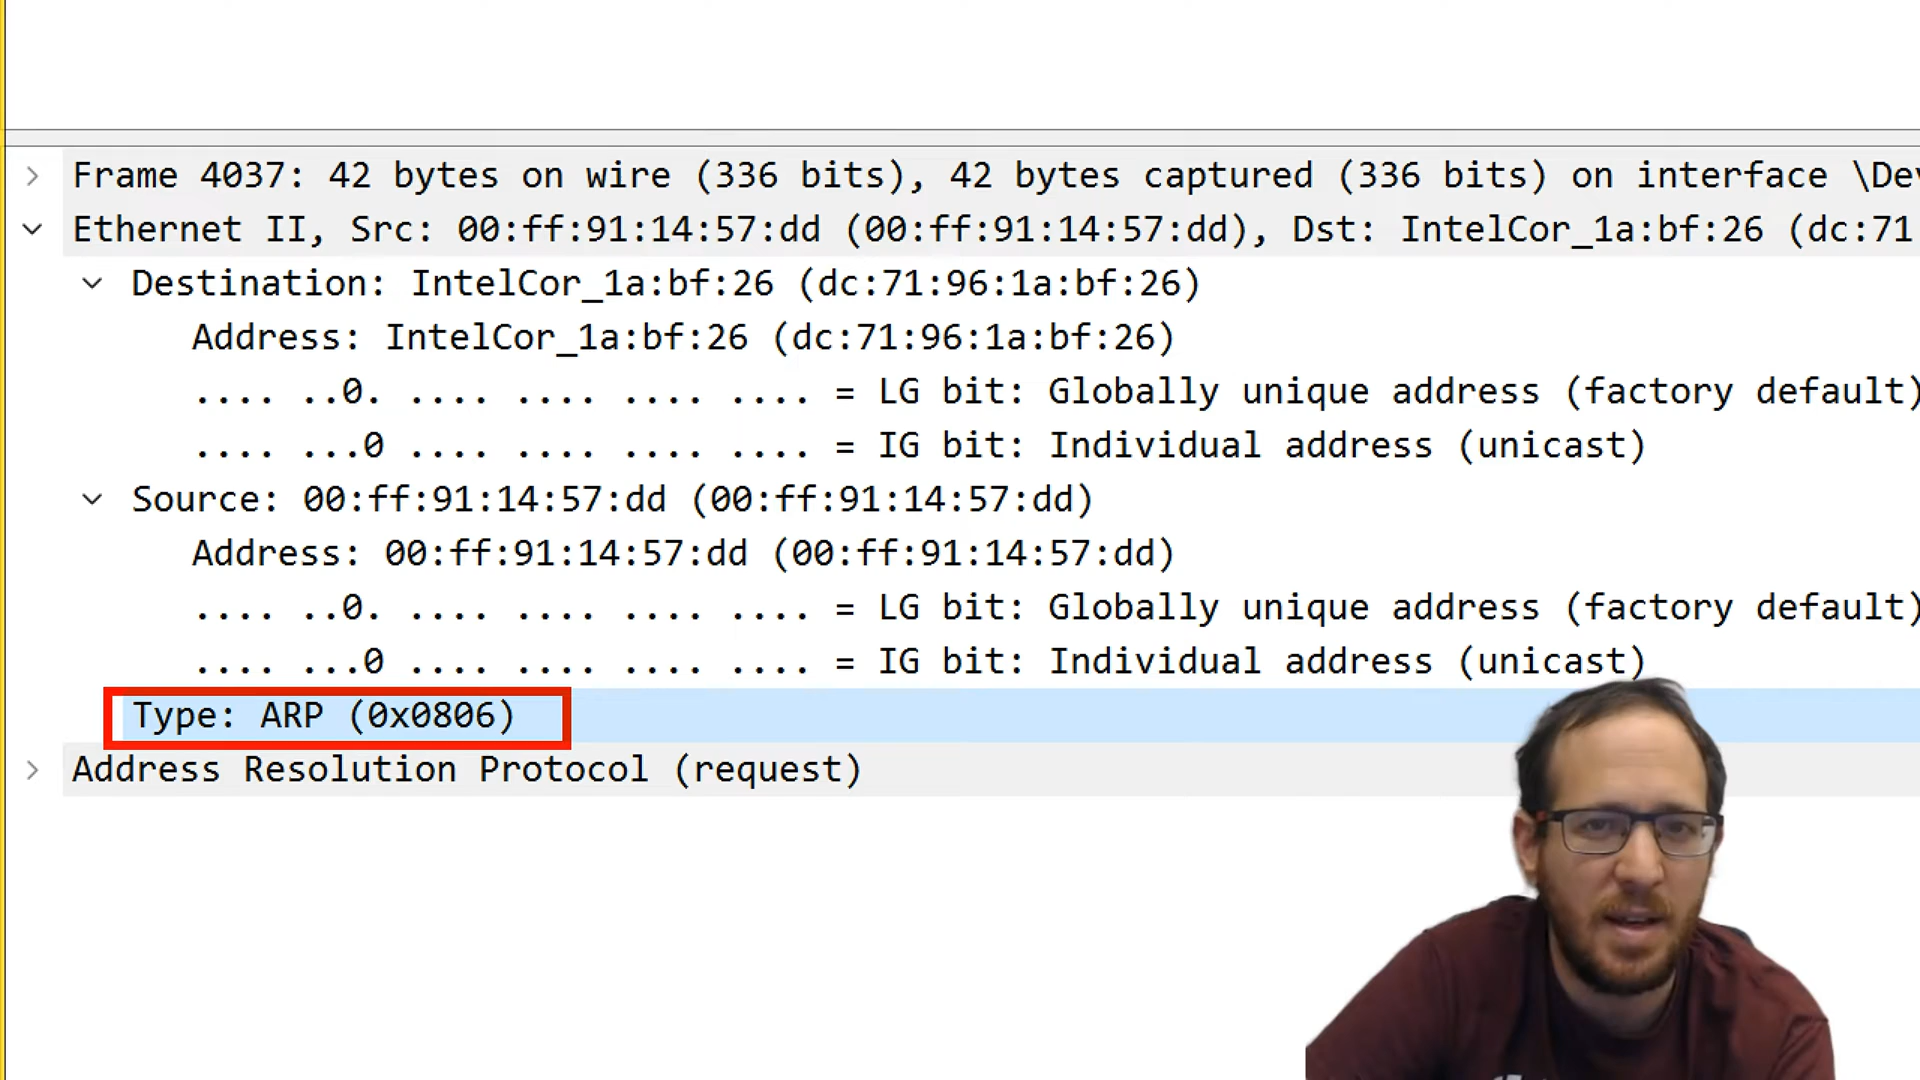 Frame 4037: 42 bytes on wire (336 bits), 42 bytes captured (336 bits) on interface \Dev
Ethernet II, Src: 00:ff:91:14:57:dd (00:ff:91:14:57:dd), Dst: IntelCor_1a:bf:26 (dc:71
Destination: IntelCor_1a:bf:26 (dc:71:96:1a:bf:26)
Address: IntelCor_1a:bf:26 (dc:71:96:1a:bf:26)
.... ..0. .... .... .... .... = LG bit: Globally unique address (factory default)
.... ...0 .... .... .... .... = IG bit: Individual address (unicast)
Source: 00:ff:91:14:57:dd (00:ff:91:14:57:dd)
Address: 00:ff:91:14:57:dd (00:ff:91:14:57:dd)
.... ..0. .... .... .... .... = LG bit: Globally unique address (factory default)
.... ...0 .... .... .... .... = IG bit: Individual address (unicast)
Type: ARP (0x0806)
Address Resolution Protocol (request)